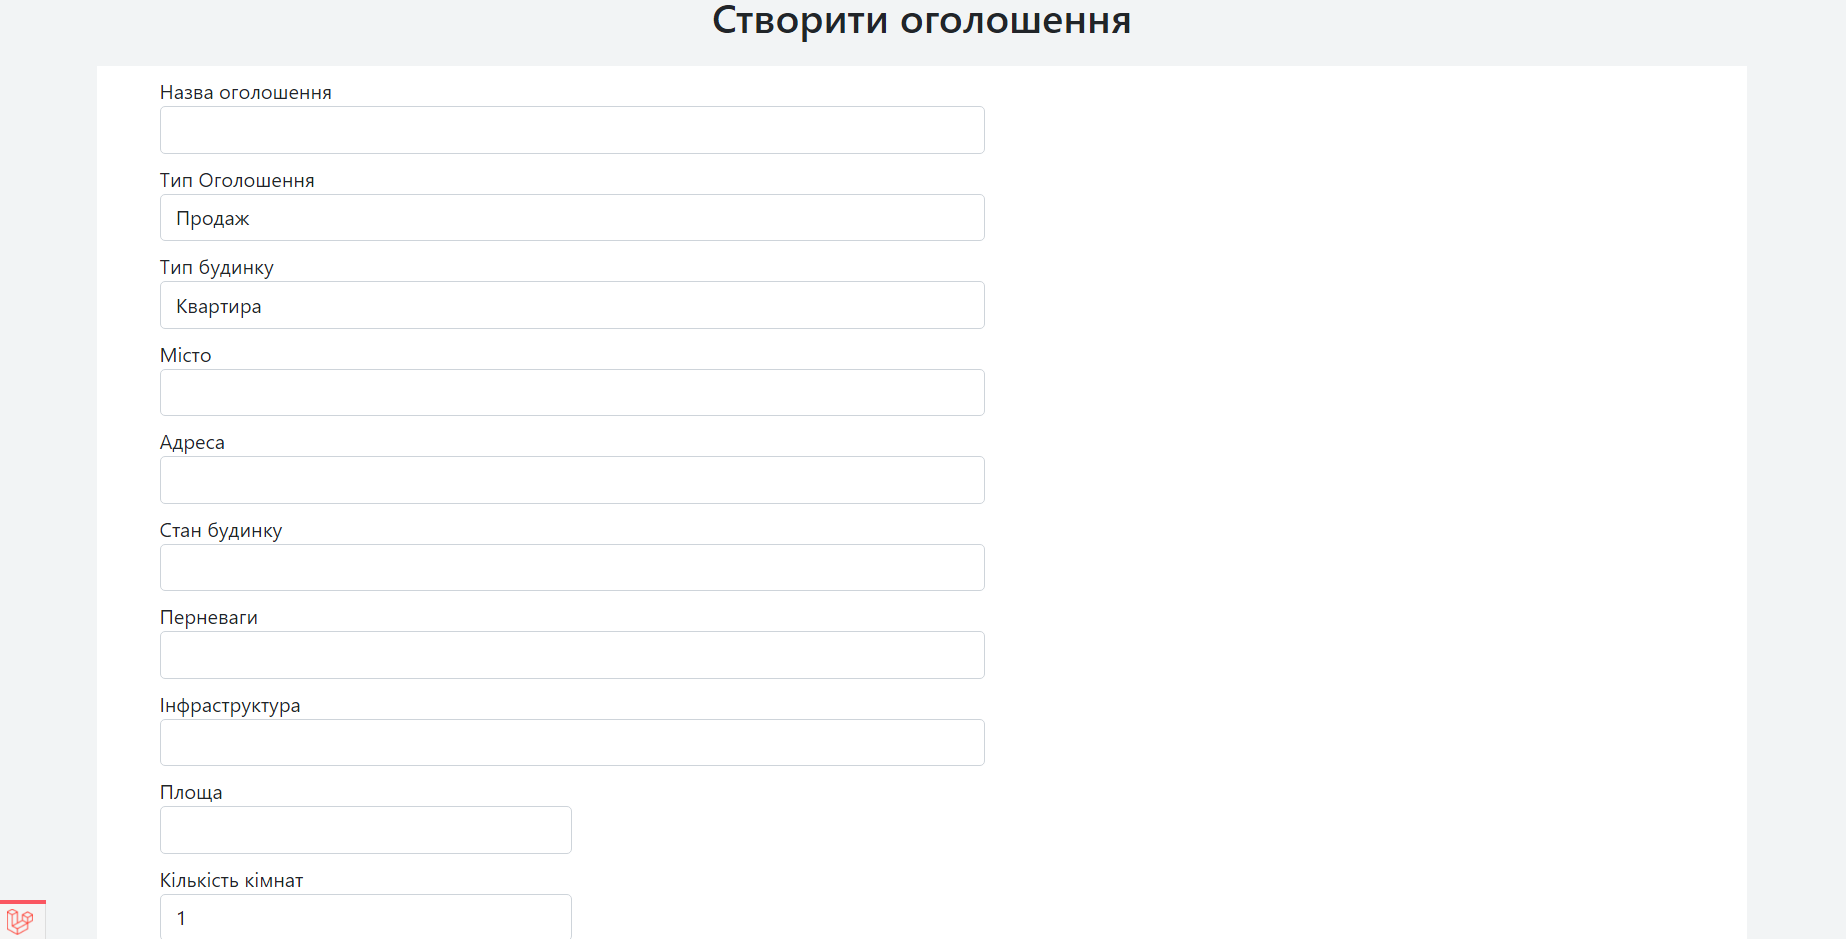 Створити оголошення
Назва оголошення
Тип Оголошення
Продаж
Тип будинку
Квартира
Місто
Адреса
Стан будинку
Перневаги
Інфраструктура
Площа
Кількість кімнат
1